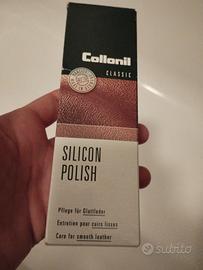 Collonil
CLASSIC
SILICON
POLISH
Pflege für Glattleder
Entretien pour cuirs lisses
Care for smooth leather
subito